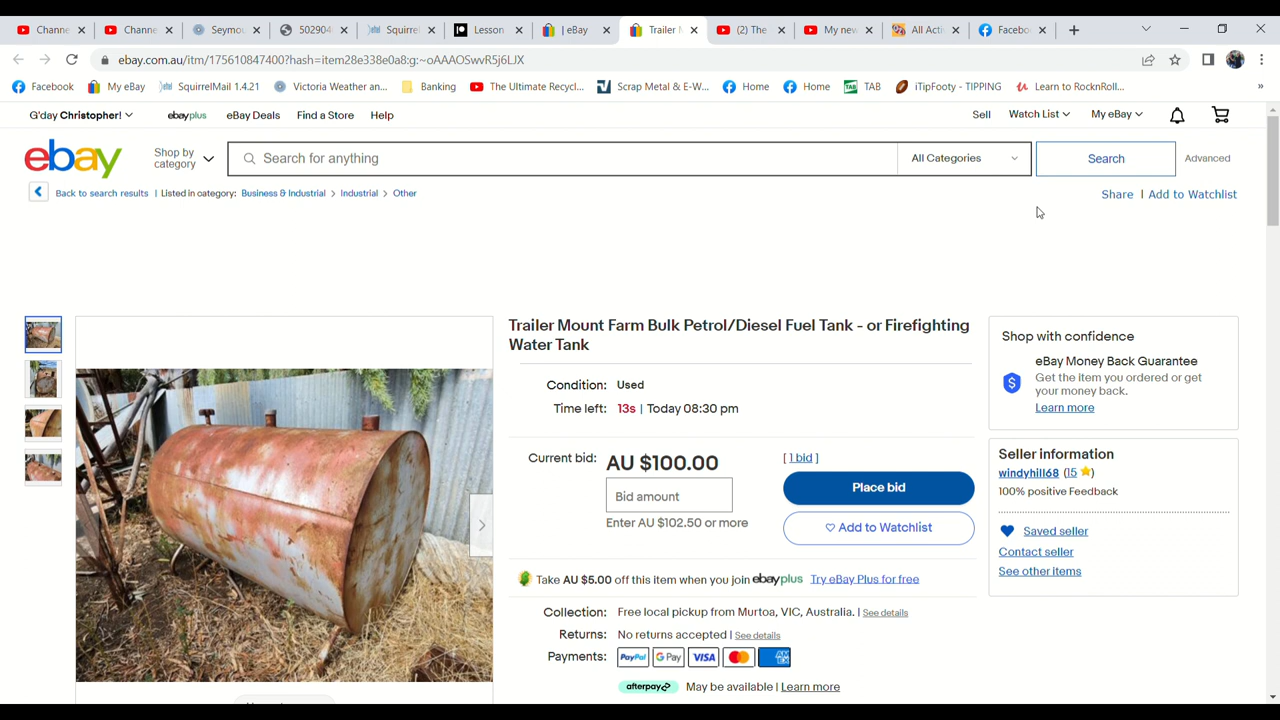 Channe
Channe
Seymou
502904
Squirrel
Lesson
| eBay
Trailer M
(2) The
My new
All Acti
Faceboo
ebay.com.au/itm/175610847400?hash=item28e338e0a8:g:~oAAAOSwvR5j6LJX
Facebook
My eBay
SquirrelMail 1.4.21
Victoria Weather an...
Banking
The Ultimate Recycl...
Scrap Metal & E-W...
Home
Home
TAB
TAB
iTipFooty - TIPPING
Learn to RocknRoll...
»
G'day Christopher!
ebayplus
eBay Deals
Find a Store
Help
Sell
Watch List
My eBay
ebay
Shop by
category
Search for anything
All Categories
Search
Advanced
Back to search results | Listed in category: Business & Industrial > Industrial > Other
Share | Add to Watchlist
Trailer Mount Farm Bulk Petrol/Diesel Fuel Tank - or Firefighting
Water Tank
Condition: Used
Time left: 13s | Today 08:30 pm
Current bid: AU $100.00
[ 1 bid ]
Bid amount
Place bid
Enter AU $102.50 or more
Add to Watchlist
Take AU $5.00 off this item when you join ebayplus Try eBay Plus for free
Collection: Free local pickup from Murtoa, VIC, Australia. | See details
Returns: No returns accepted | See details
Payments: PayPal G Pay VISA AM EX
afterpay May be available | Learn more
Shop with confidence
eBay Money Back Guarantee
Get the item you ordered or get
your money back.
Learn more
Seller information
windyhill68 (15)
100% positive Feedback
Saved seller
Contact seller
See other items